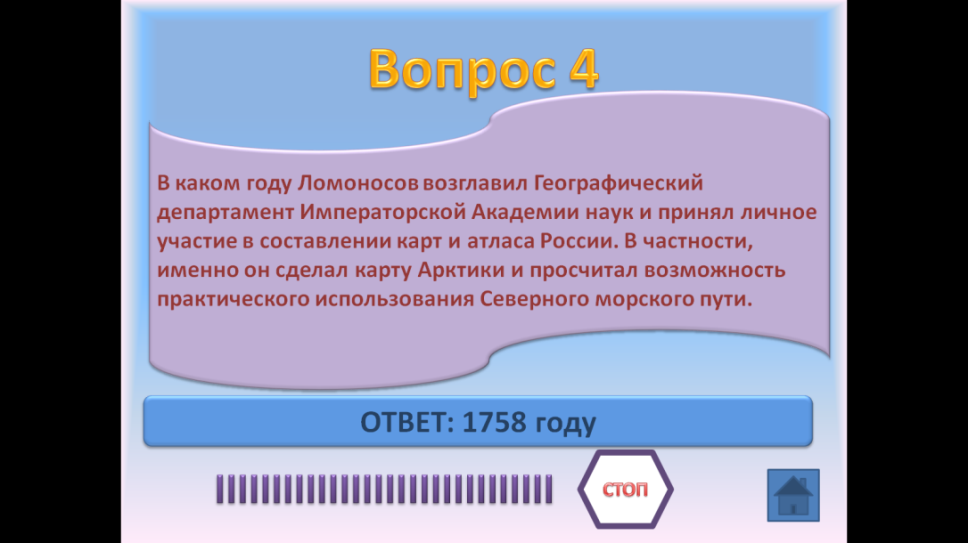 Вопрос 4
В каком году Ломоносов возглавил Географический
департамент Императорской Академии наук и принял личное
участие в составлении карт и атласа России. В частности,
именно он сделал карту Арктики и просчитал возможность
практического использования Северного морского пути.
ОТВЕТ: 1758 году
СТОП